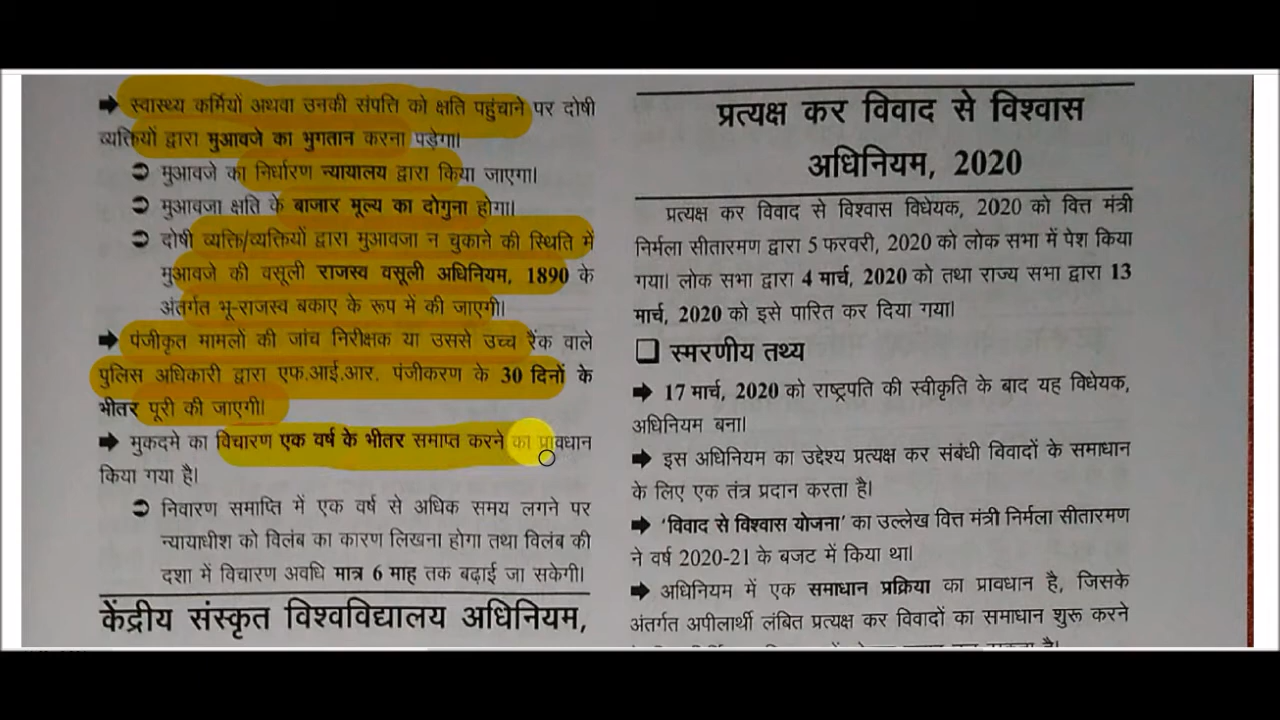 ➡ स्वास्थ्य कर्मियों अथवा उनकी संपत्ति को क्षति पहुंचाने पर दोषी
व्यक्तियों द्वारा मुआवजे का भुगतान करना पड़ेगा।
➲ मुआवजे का निर्धारण न्यायालय द्वारा किया जाएगा।
➲ मुआवजा क्षति के बाजार मूल्य का दोगुना होगा।
➲ दोषी व्यक्ति/व्यक्तियों द्वारा मुआवजा न चुकाने की स्थिति में
मुआवजे की वसूली राजस्व वसूली अधिनियम, 1890 के
अंतर्गत भू-राजस्व बकाए के रूप में की जाएगी।
➡ पंजीकृत मामलों की जांच निरीक्षक या उससे उच्च रैंक वाले
पुलिस अधिकारी द्वारा एफ.आई.आर. पंजीकरण के 30 दिनों के
भीतर पूरी की जाएगी।
➡ मुकदमे का विचारण एक वर्ष के भीतर समाप्त करने का प्रावधान
किया गया है।
➲ निवारण समाप्ति में एक वर्ष से अधिक समय लगने पर
न्यायाधीश को विलंब का कारण लिखना होगा तथा विलंब की
दशा में विचारण अवधि मात्र 6 माह तक बढ़ाई जा सकेगी।
केंद्रीय संस्कृत विश्वविद्यालय अधिनियम,
प्रत्यक्ष कर विवाद से विश्वास
अधिनियम, 2020
प्रत्यक्ष कर विवाद से विश्वास विधेयक, 2020 को वित्त मंत्री
निर्मला सीतारमण द्वारा 5 फरवरी, 2020 को लोक सभा में पेश किया
गया। लोक सभा द्वारा 4 मार्च, 2020 को तथा राज्य सभा द्वारा 13
मार्च, 2020 को इसे पारित कर दिया गया।
❑ स्मरणीय तथ्य
➡ 17 मार्च, 2020 को राष्ट्रपति की स्वीकृति के बाद यह विधेयक,
अधिनियम बना।
➡ इस अधिनियम का उद्देश्य प्रत्यक्ष कर संबंधी विवादों के समाधान
के लिए एक तंत्र प्रदान करता है।
➡ 'विवाद से विश्वास योजना' का उल्लेख वित्त मंत्री निर्मला सीतारमण
ने वर्ष 2020-21 के बजट में किया था।
➡ अधिनियम में एक समाधान प्रक्रिया का प्रावधान है, जिसके
अंतर्गत अपीलार्थी लंबित प्रत्यक्ष कर विवादों का समाधान शुरू करने